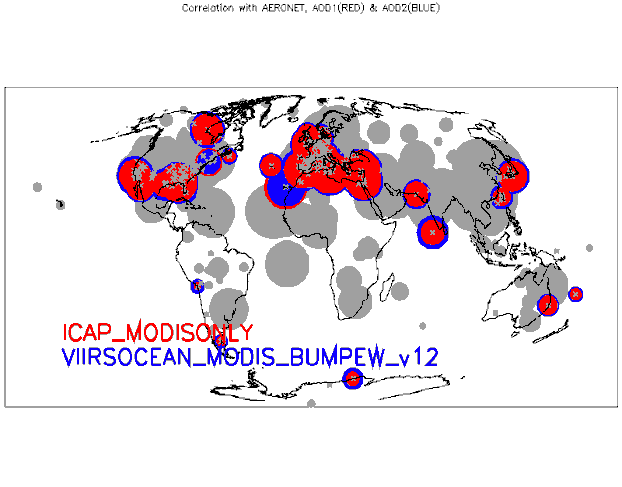 Correlation with AERONET, AOD1(RED) & AOD2(BLUE)
ICAP_MODISONLY
VIIRSOCEAN_MODIS_BUMPEW_v12